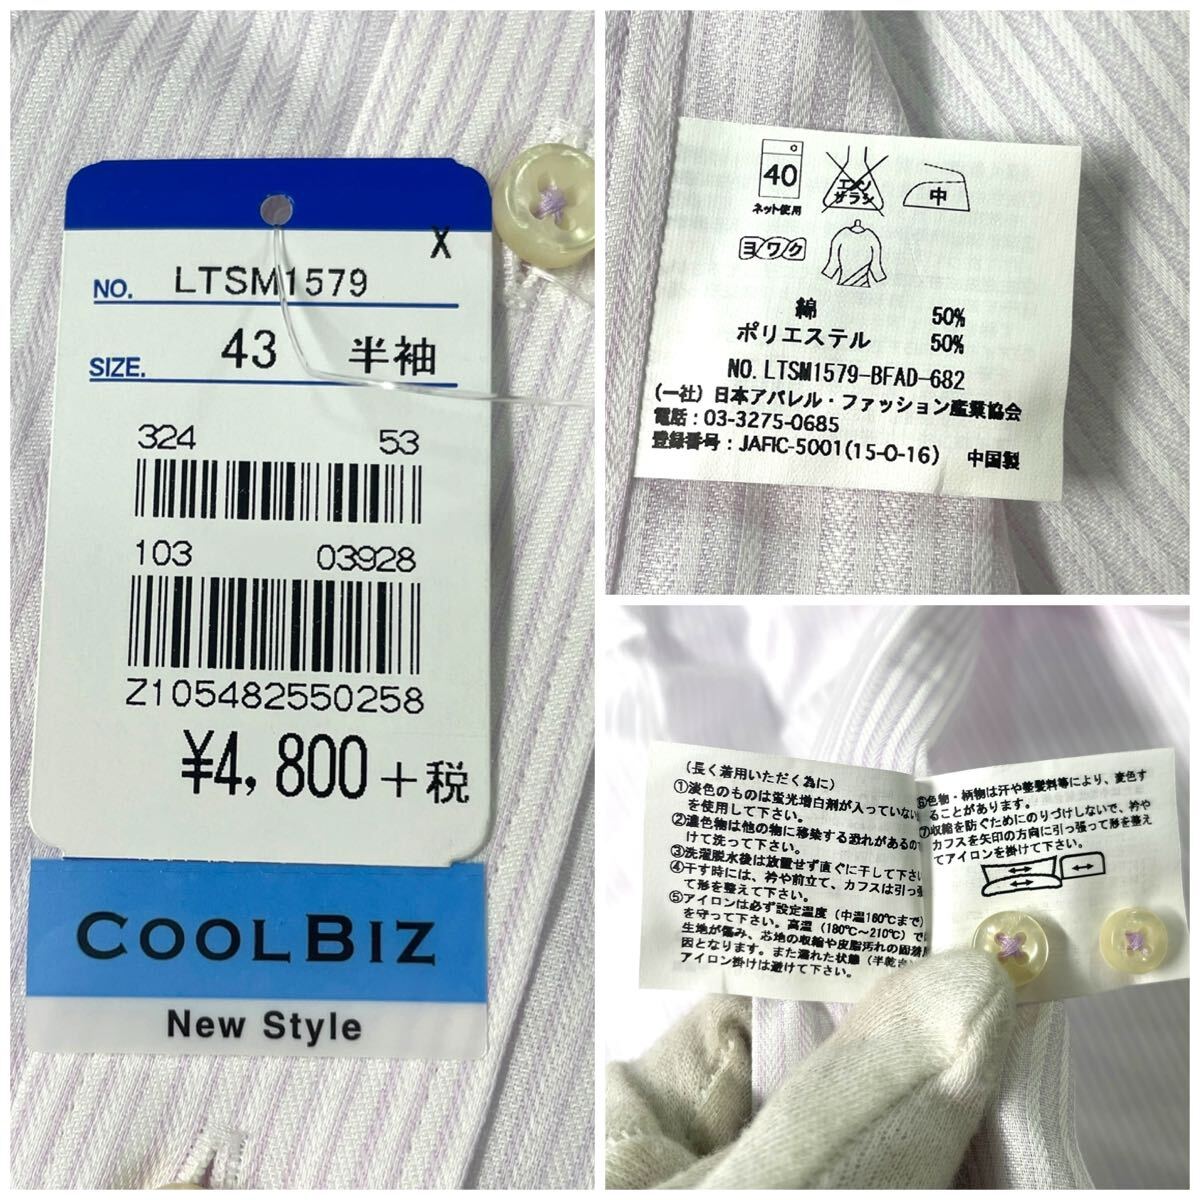 X
NO. LTSM1579
SIZE. 43 半袖
324 53
103 03928
Z105482550258
¥4,800+税
COOLBIZ
New Style
40
ネット使用
エンソ
サラシ
中
ヨワク
綿 50%
ポリエステル 50%
NO.LTSM1579-BFAD-682
(一社)日本アパレル・ファッション産業協会
電話:03-3275-0685
登録番号:JAFIC-5001(15-0-16) 中国製
(長く着用いただく為に)
①淡色のものは蛍光増白剤が入っていない
を使用して下さい。
②濃色物は他の物に移染する恐れがあるので
けて洗って下さい。
③洗濯脱水後は放置せず直ぐに干して下さい
④干す時には、衿や前立て、カフスは引っ張
て形を整えて下さい。
⑤アイロンは必ず設定温度(中温160℃まで)
を守って下さい。高温(180℃~210℃)で
生地が傷み、芯地の収縮や皮脂汚れの固着
因となります。また濡れた状態(半乾
アイロン掛けは避けて下さい。
⑥色物・柄物は汗や整髪料等により、変色す
ることがあります。
⑦収縮を防ぐためにのりづけしないで、衿や
カフスを矢印の方向に引っ張って形を整え
てアイロンを掛けて下さい。